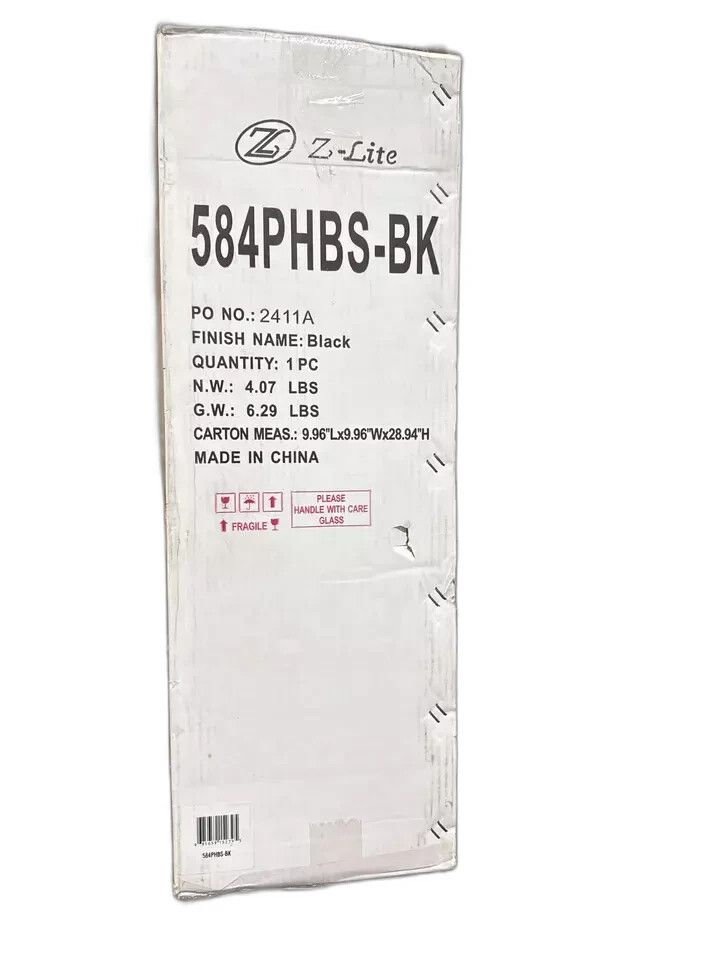 Z-Lite
584PHBS-BK
PO NO.: 2411A
FINISH NAME: Black
QUANTITY: 1 PC
N.W.: 4.07 LBS
G.W.: 6.29 LBS
CARTON MEAS.: 9.96"Lx9.96"Wx28.94"H
MADE IN CHINA
PLEASE
HANDLE WITH CARE
GLASS
FRAGILE
584PHBS-BK